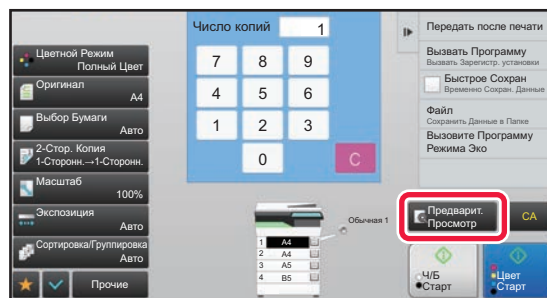 Число копий 1
Передать после печати
Вызвать Программу
Вызвать Зарегистр. установки
Быстрое Сохран
Временно Сохран. Данные
Файл
Сохранить Данные в Папке
Вызовите Программу
Режима Эко
Цветной Режим
Полный Цвет
Оригинал
A4
Выбор Бумаги
Авто
2-Стор. Копия
1-Сторонн.→1-Сторонн.
Масштаб
100%
Экспозиция
Авто
Сортировка/Группировка
Авто
Прочие
7 8 9
4 5 6
1 2 3
0 C
Обычная 1
1 A4
2 A4
3 A5
4 B5
Предварит.
Просмотр
CA
Ч/Б
Старт
Цвет
Старт